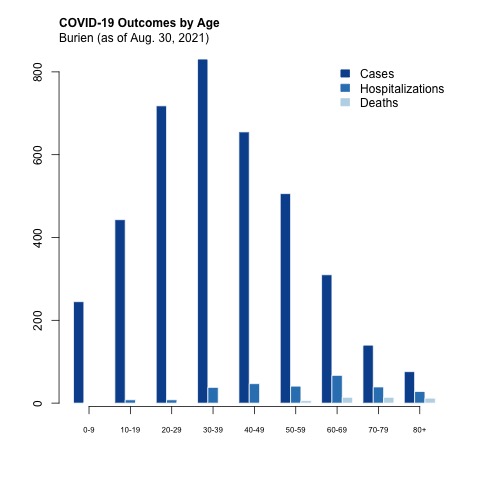 COVID-19 Outcomes by Age
Burien (as of Aug. 30, 2021)
Cases
Hospitalizations
Deaths
800
600
400
200
0
0-9 10-19 20-29 30-39 40-49 50-59 60-69 70-79 80+